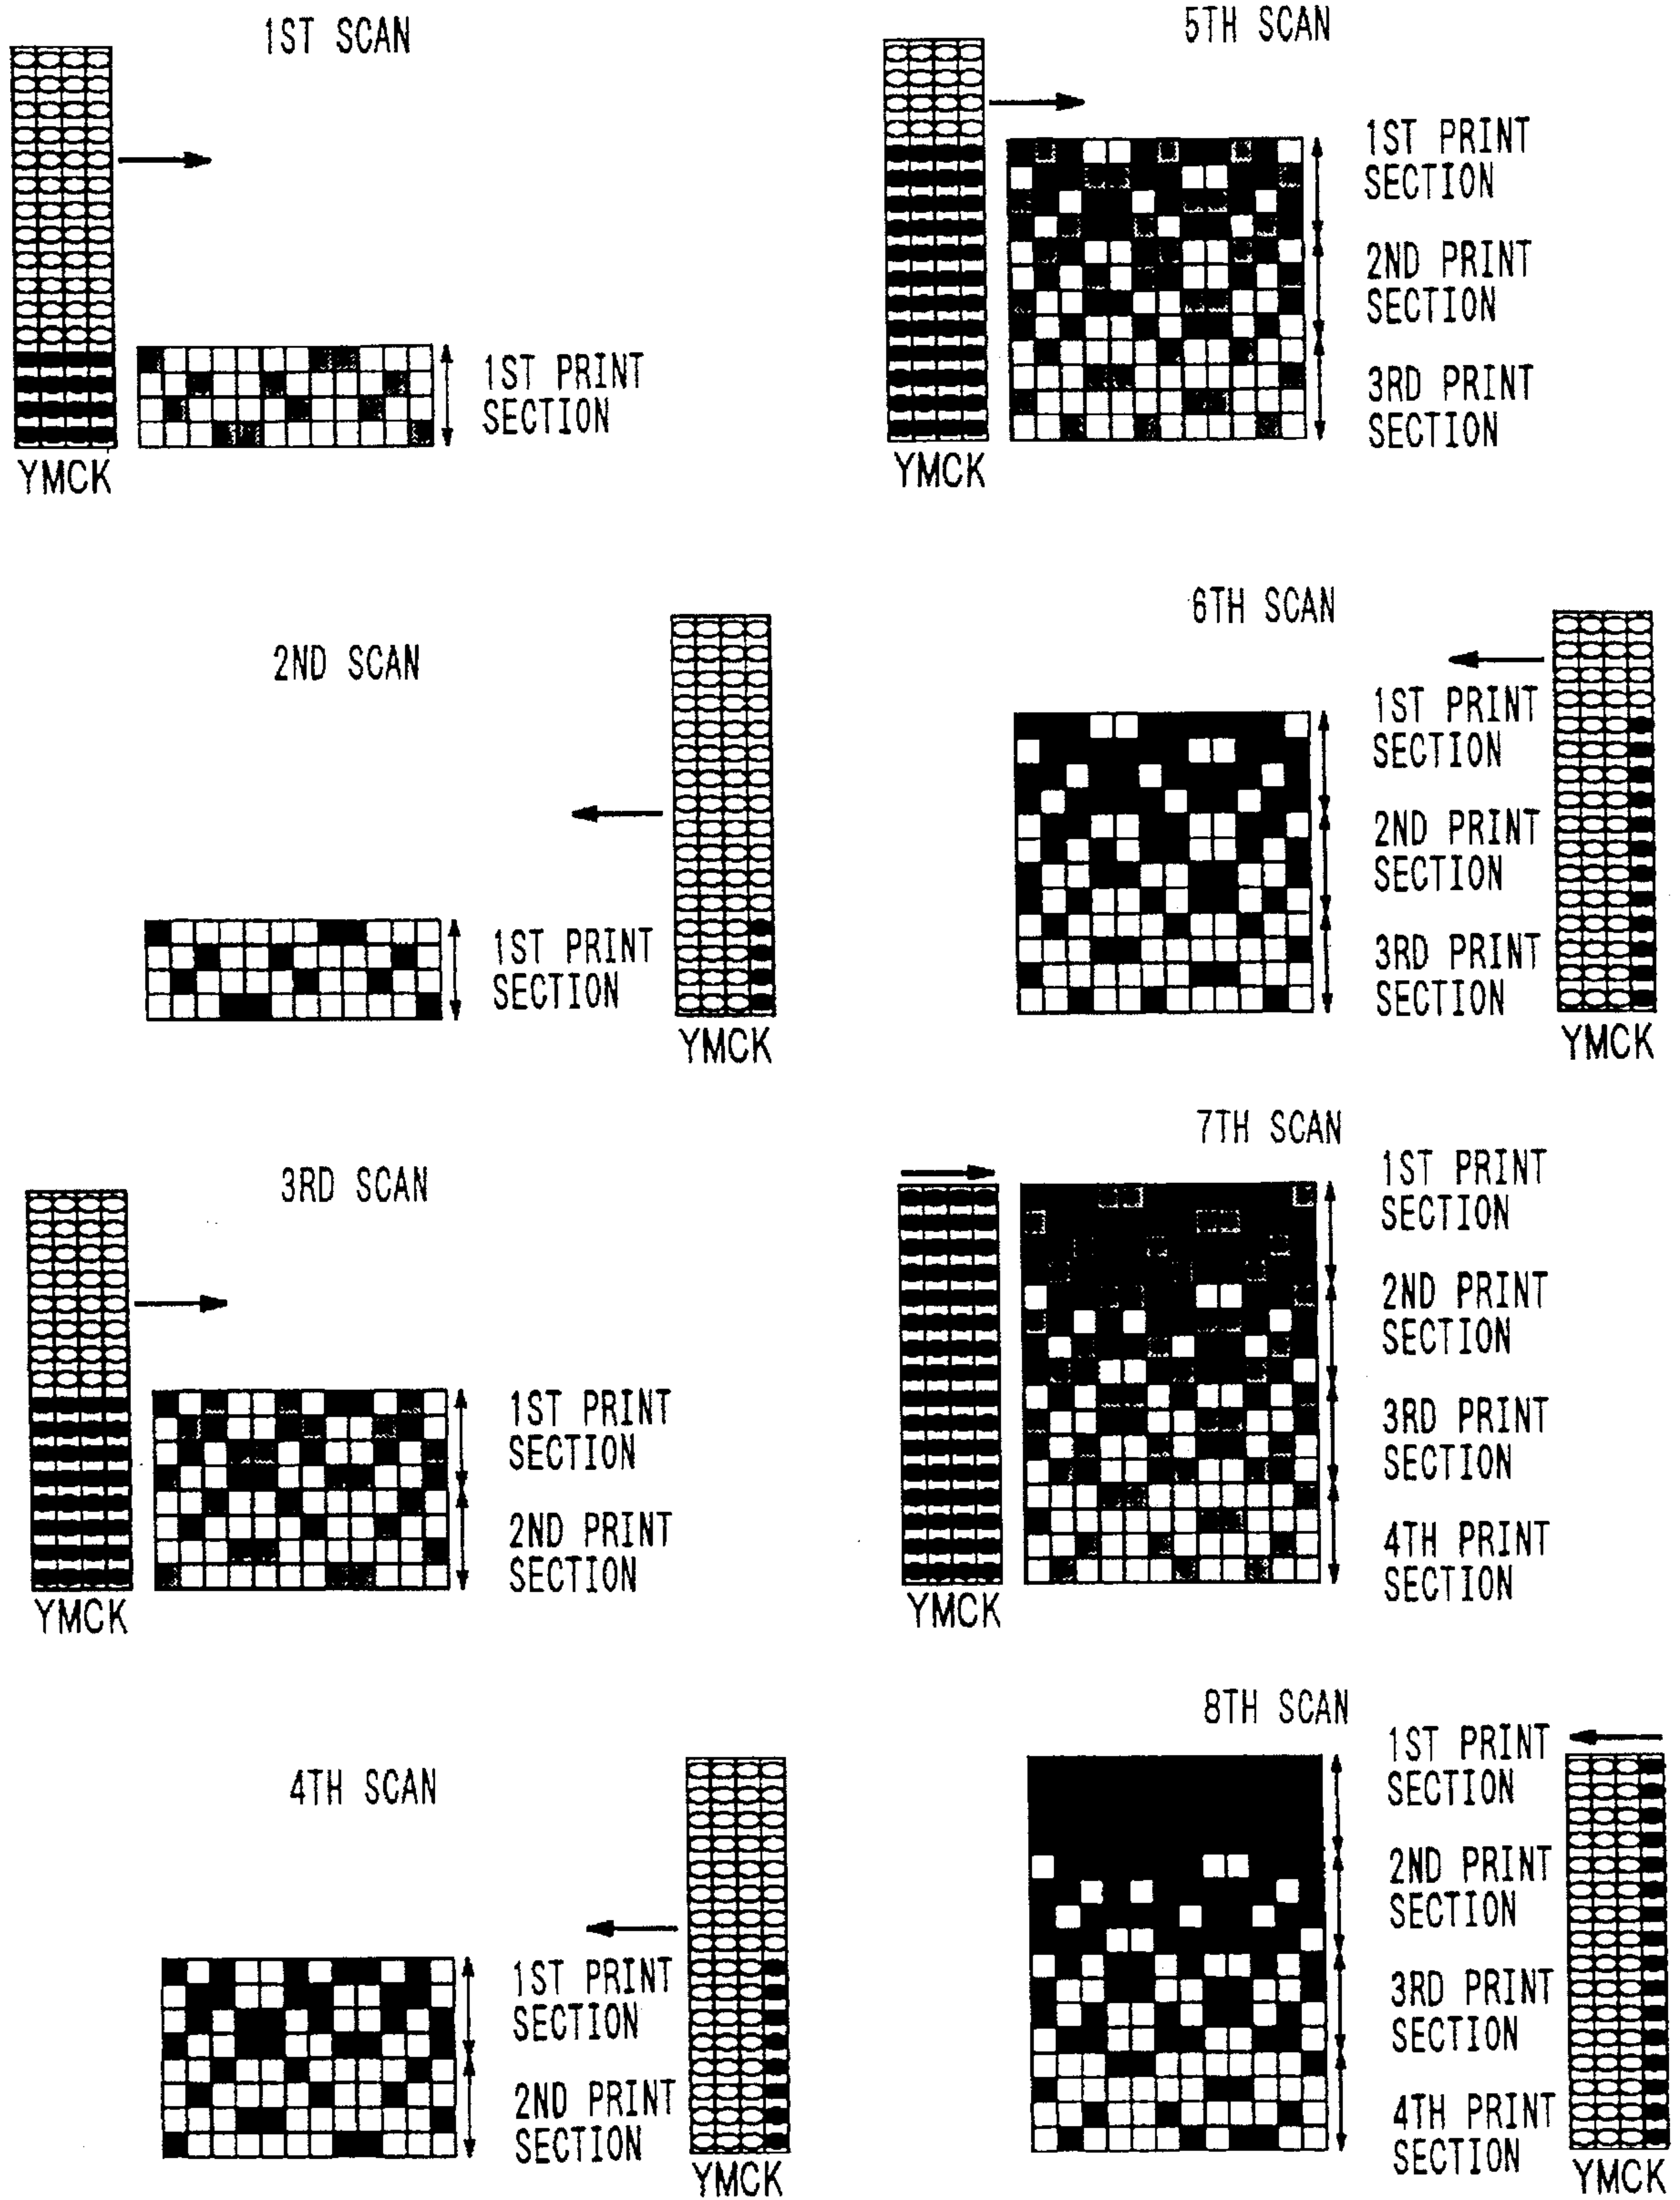 1ST SCAN
1ST PRINT
SECTION
YMCK
2ND SCAN
1ST PRINT
SECTION
YMCK
3RD SCAN
1ST PRINT
SECTION
2ND PRINT
SECTION
YMCK
4TH SCAN
1ST PRINT
SECTION
2ND PRINT
SECTION
YMCK
5TH SCAN
1ST PRINT
SECTION
2ND PRINT
SECTION
3RD PRINT
SECTION
YMCK
6TH SCAN
1ST PRINT
SECTION
2ND PRINT
SECTION
3RD PRINT
SECTION
YMCK
7TH SCAN
1ST PRINT
SECTION
2ND PRINT
SECTION
3RD PRINT
SECTION
4TH PRINT
SECTION
YMCK
8TH SCAN
1ST PRINT
SECTION
2ND PRINT
SECTION
3RD PRINT
SECTION
4TH PRINT
SECTION
YMCK